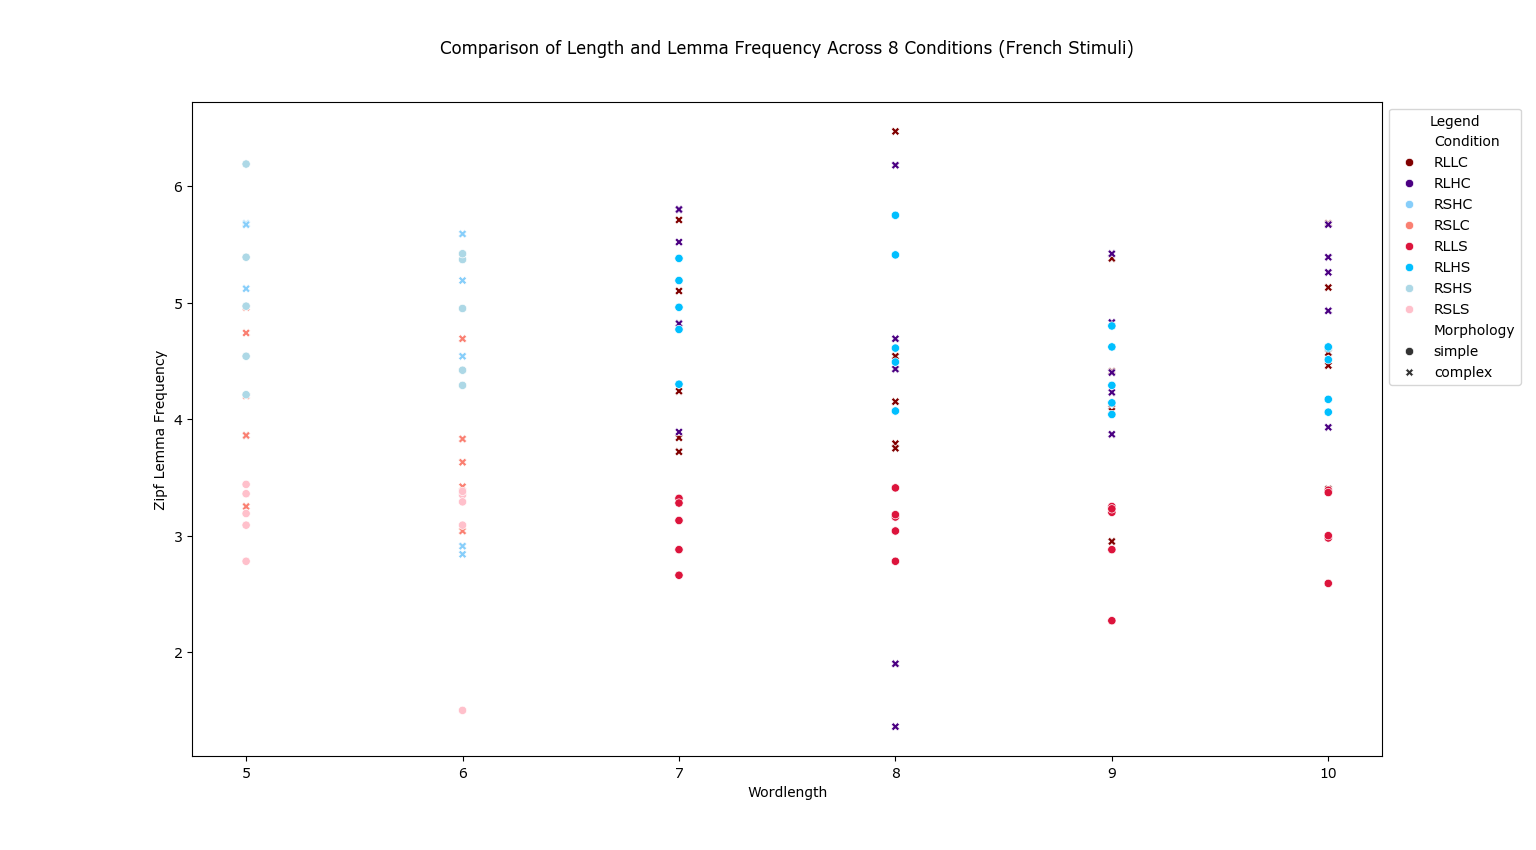 Comparison of Length and Lemma Frequency Across 8 Conditions (French Stimuli)
Legend
Condition
RLLC
RLHC
RSHC
RSLC
RLLS
RLHS
RSHS
RSLS
Morphology
simple
complex
Zipf Lemma Frequency
6
5
4
3
2
5 6 7 8 9 10
Wordlength